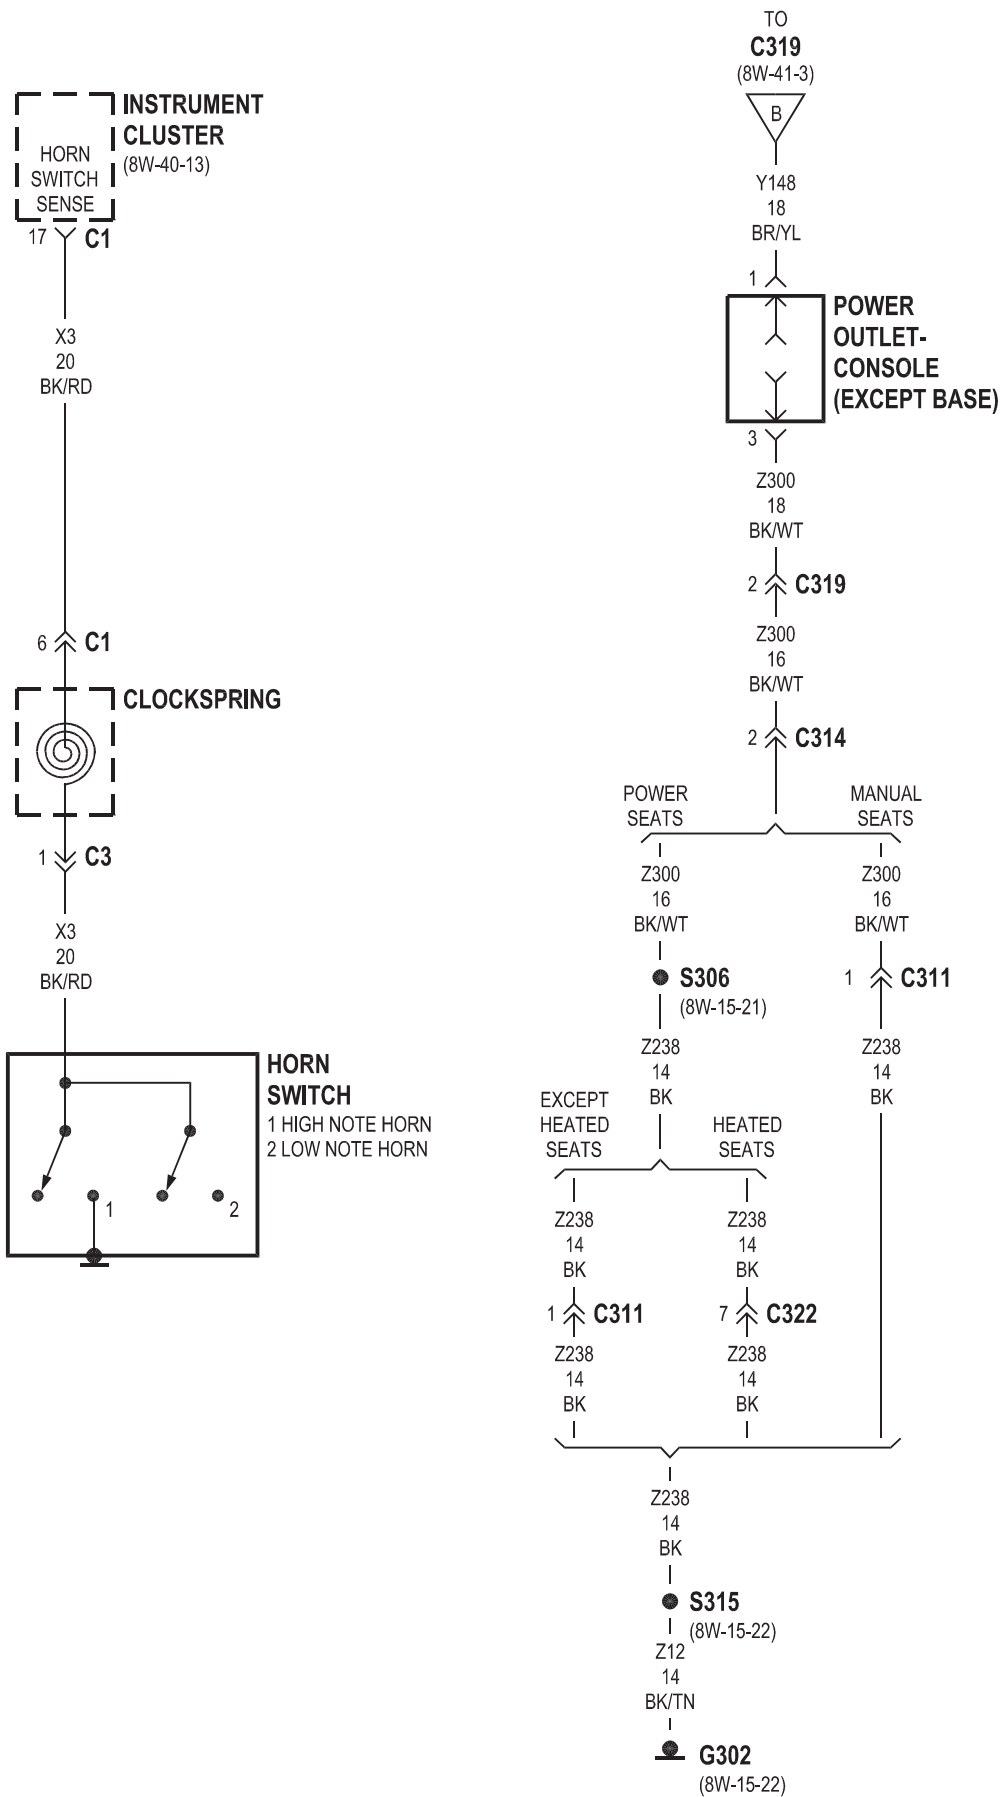 INSTRUMENT
CLUSTER
(8W-40-13)
HORN
SWITCH
SENSE
17 C1
X3
20
BK/RD
6 C1
CLOCKSPRING
1 C3
X3
20
BK/RD
HORN
SWITCH
1 HIGH NOTE HORN
2 LOW NOTE HORN
1 2
TO
C319
(8W-41-3)
B
Y148
18
BR/YL
1
POWER
OUTLET-
CONSOLE
(EXCEPT BASE)
3
Z300
18
BK/WT
2 C319
Z300
16
BK/WT
2 C314
POWER
SEATS
MANUAL
SEATS
Z300
16
BK/WT
Z300
16
BK/WT
S306
(8W-15-21)
1 C311
Z238
14
BK
Z238
14
BK
EXCEPT
HEATED
SEATS
HEATED
SEATS
Z238
14
BK
Z238
14
BK
1 C311
7 C322
Z238
14
BK
Z238
14
BK
Z238
14
BK
S315
(8W-15-22)
Z12
14
BK/TN
G302
(8W-15-22)